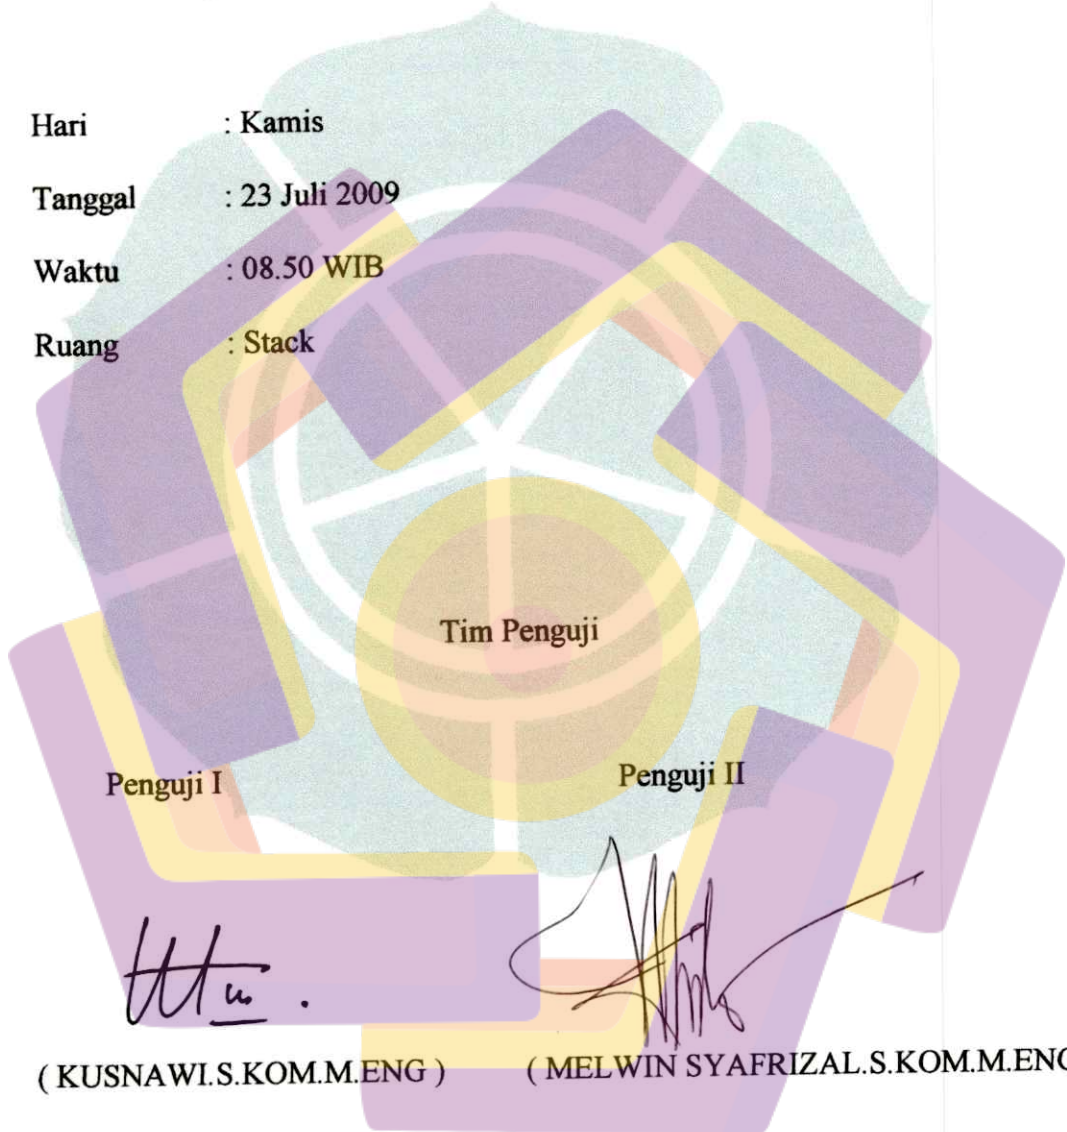 Hari : Kamis
Tanggal : 23 Juli 2009
Waktu : 08.50 WIB
Ruang : Stack
Tim Penguji
Penguji I Penguji II
( KUSNAWI.S.KOM.M.ENG ) ( MELWIN SYAFRIZAL.S.KOM.M.ENG